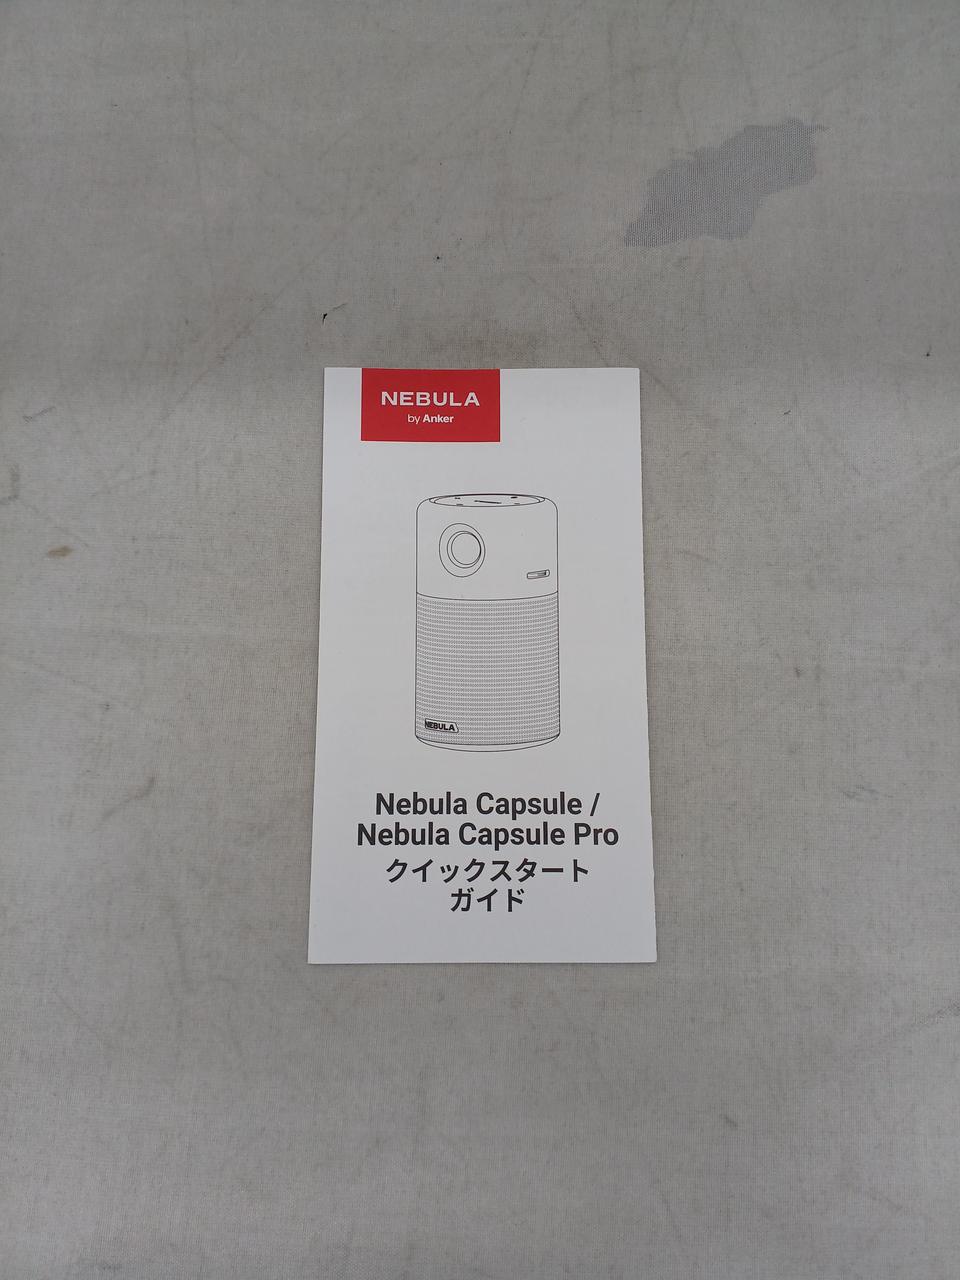 NEBULA
by Anker
NEBULA
Nebula Capsule /
Nebula Capsule Pro
クイックスタート
ガイド